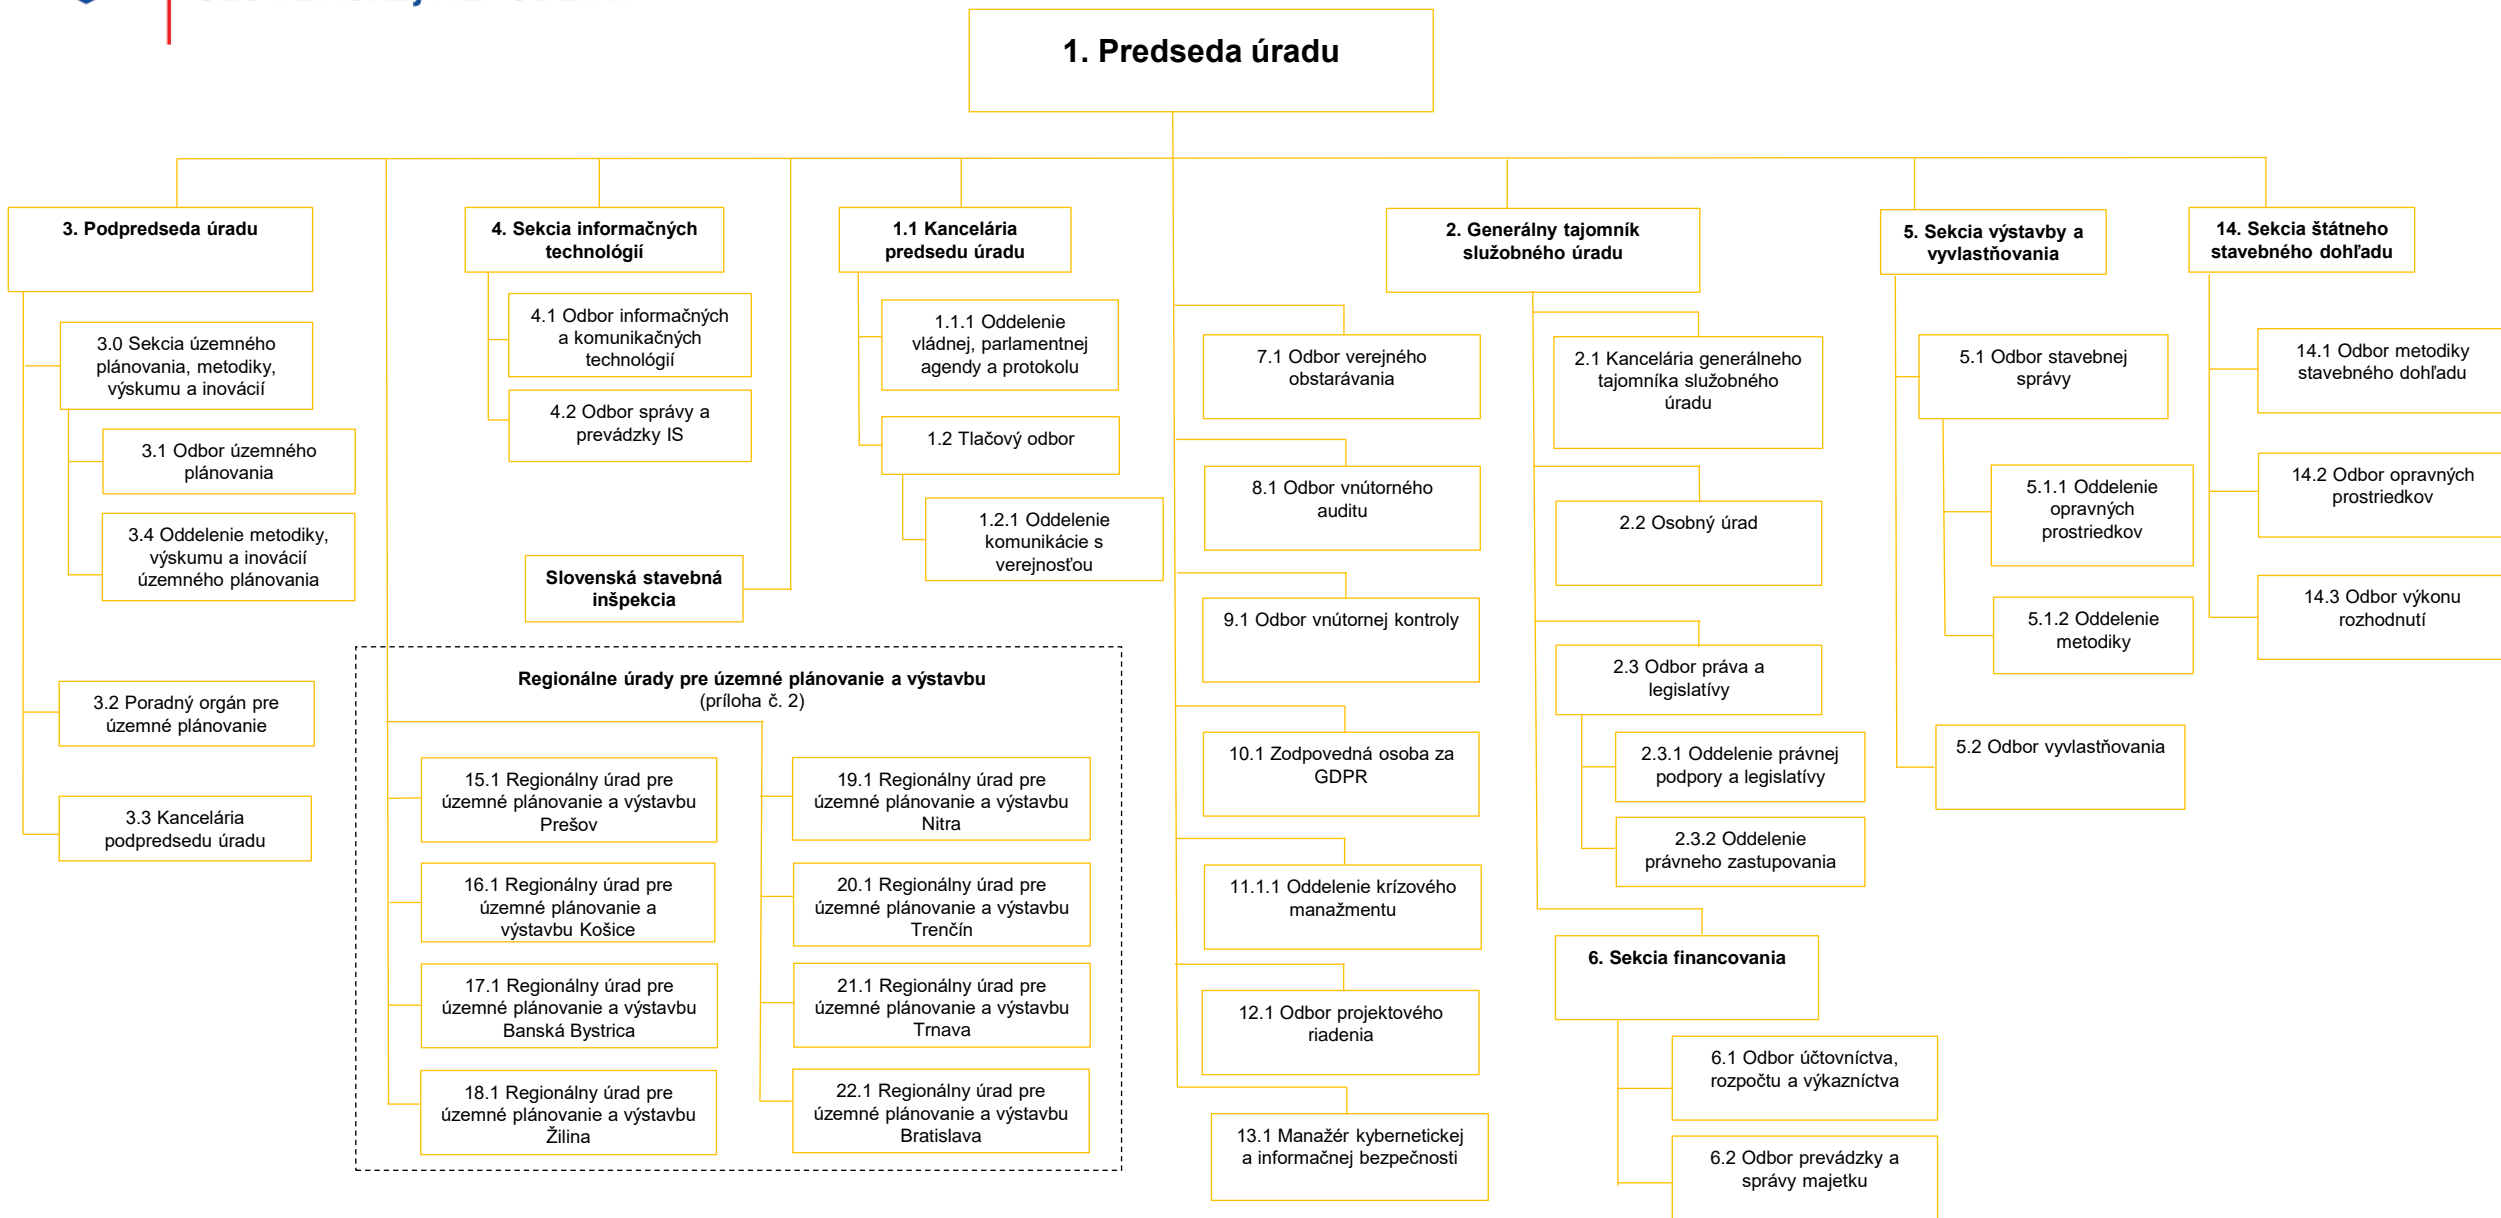 1. Predseda úradu
3. Podpredseda úradu
3.0 Sekcia územného
plánovania, metodiky,
výskumu a inovácií
3.1 Odbor územného
plánovania
3.4 Oddelenie metodiky,
výskumu a inovácií
územného plánovania
3.2 Poradný orgán pre
územné plánovanie
3.3 Kancelária
podpredsedu úradu
4. Sekcia informačných
technológií
4.1 Odbor informačných
a komunikačných
technológií
4.2 Odbor správy a
prevádzky IS
Slovenská stavebná
inšpekcia
Regionálne úrady pre územné plánovanie a výstavbu
(príloha č. 2)
15.1 Regionálny úrad pre
územné plánovanie a výstavbu
Prešov
16.1 Regionálny úrad pre
územné plánovanie a
výstavbu Košice
17.1 Regionálny úrad pre
územné plánovanie a výstavbu
Banská Bystrica
18.1 Regionálny úrad pre
územné plánovanie a výstavbu
Žilina
19.1 Regionálny úrad pre
územné plánovanie a výstavbu
Nitra
20.1 Regionálny úrad pre
územné plánovanie a výstavbu
Trenčín
21.1 Regionálny úrad pre
územné plánovanie a výstavbu
Trnava
22.1 Regionálny úrad pre
územné plánovanie a výstavbu
Bratislava
1.1 Kancelária
predsedu úradu
1.1.1 Oddelenie
vládnej, parlamentnej
agendy a protokolu
1.2 Tlačový odbor
1.2.1 Oddelenie
komunikácie s
verejnosťou
7.1 Odbor verejného
obstarávania
8.1 Odbor vnútorného
auditu
9.1 Odbor vnútornej kontroly
10.1 Zodpovedná osoba za
GDPR
11.1.1 Oddelenie krízového
manažmentu
12.1 Odbor projektového
riadenia
13.1 Manažér kybernetickej
a informačnej bezpečnosti
2. Generálny tajomník
služobného úradu
2.1 Kancelária generálneho
tajomníka služobného
úradu
2.2 Osobný úrad
2.3 Odbor práva a
legislatívy
2.3.1 Oddelenie právnej
podpory a legislatívy
2.3.2 Oddelenie
právneho zastupovania
6. Sekcia financovania
6.1 Odbor účtovníctva,
rozpočtu a výkazníctva
6.2 Odbor prevádzky a
správy majetku
5. Sekcia výstavby a
vyvlastňovania
5.1 Odbor stavebnej
správy
5.1.1 Oddelenie
opravných
prostriedkov
5.1.2 Oddelenie
metodiky
5.2 Odbor vyvlastňovania
14. Sekcia štátneho
stavebného dohľadu
14.1 Odbor metodiky
stavebného dohľadu
14.2 Odbor opravných
prostriedkov
14.3 Odbor výkonu
rozhodnutí